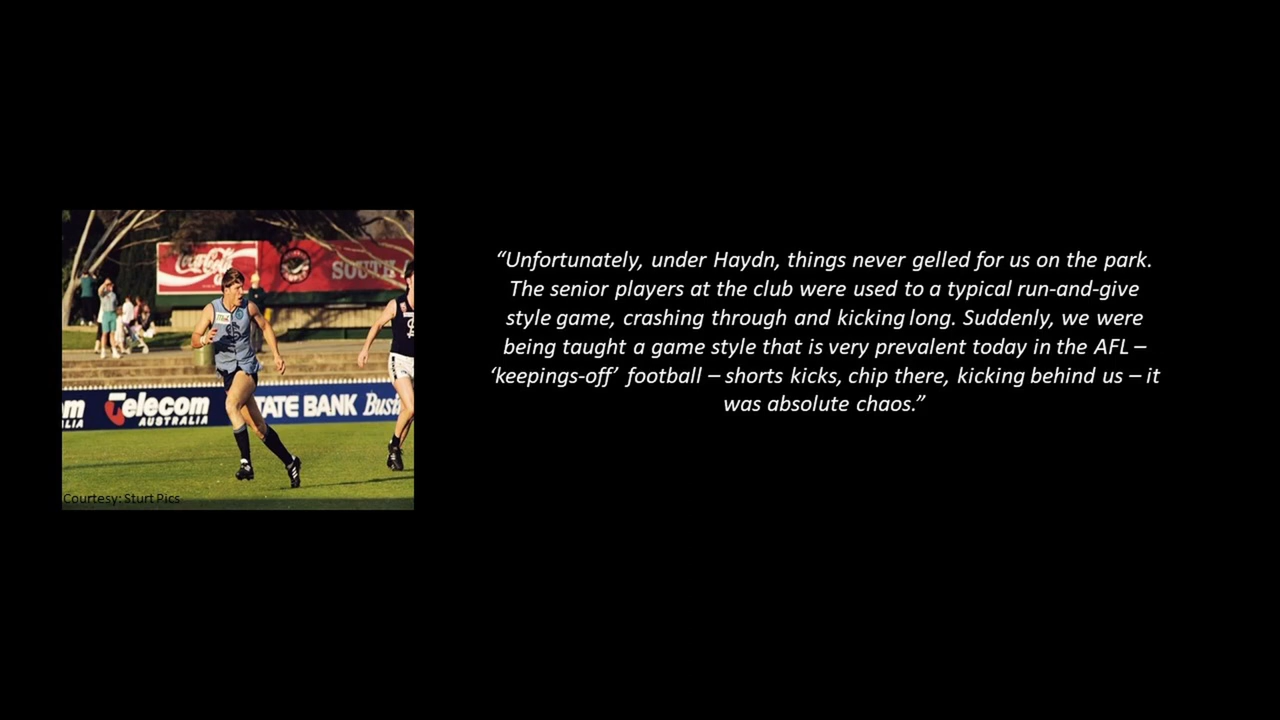 Coca-Cola
SOUTH
Telecom
AUSTRALIA
STATE BANK
Courtesy: Sturt Pics
“Unfortunately, under Haydn, things never gelled for us on the park.
The senior players at the club were used to a typical run-and-give
style game, crashing through and kicking long. Suddenly, we were
being taught a game style that is very prevalent today in the AFL –
‘keepings-off’ football – shorts kicks, chip there, kicking behind us – it
was absolute chaos.”